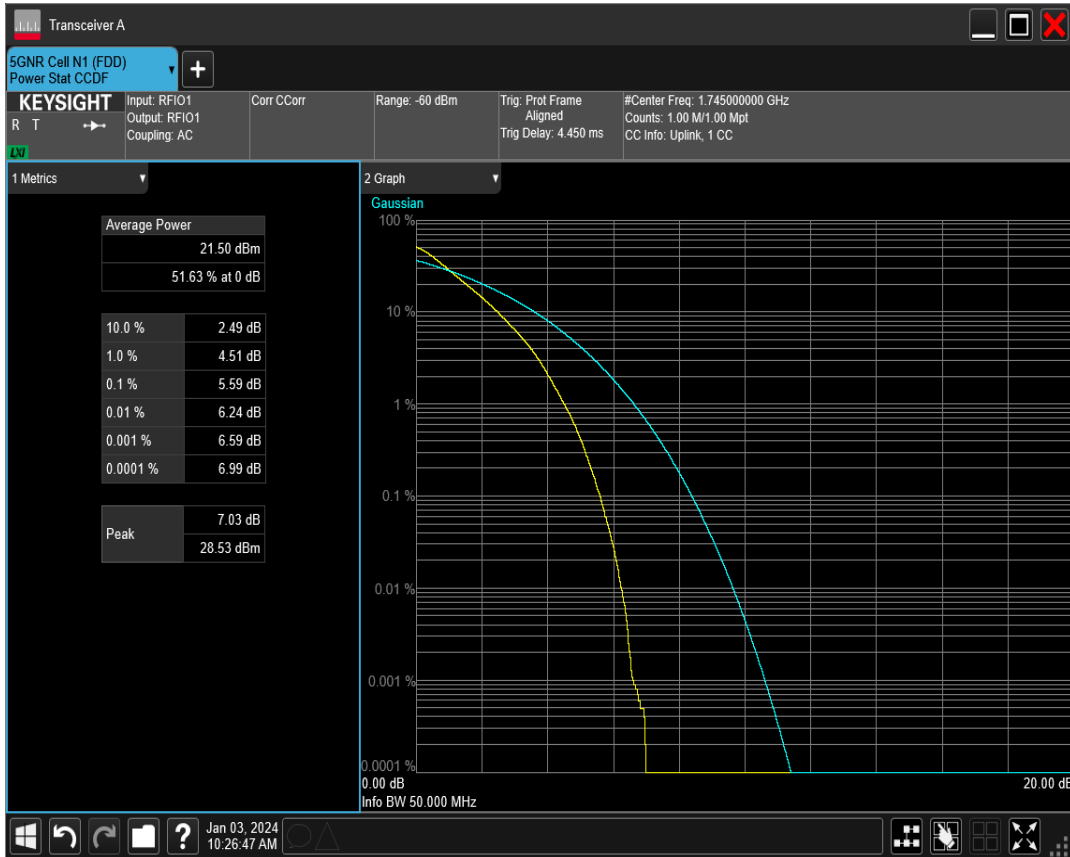 Transceiver A
5GNR Cell N1 (FDD)
Power Stat CCDF
+
KEYSIGHT
R T
LXI
Input: RFIO1
Output: RFIO1
Coupling: AC
Corr CCorr
Range: -60 dBm
Trig: Prot Frame
Aligned
Trig Delay: 4.450 ms
#Center Freq: 1.745000000 GHz
Counts: 1.00 M/1.00 Mpt
CC Info: Uplink, 1 CC
1 Metrics
Average Power
21.50 dBm
51.63 % at 0 dB
10.0 % 2.49 dB
1.0 % 4.51 dB
0.1 % 5.59 dB
0.01 % 6.24 dB
0.001 % 6.59 dB
0.0001 % 6.99 dB
Peak
7.03 dB
28.53 dBm
2 Graph
Gaussian
100 %
10 %
1 %
0.1 %
0.01 %
0.001 %
0.0001 %
0.00 dB 20.00 dB
Info BW 50.000 MHz
?
Jan 03, 2024
10:26:47 AM